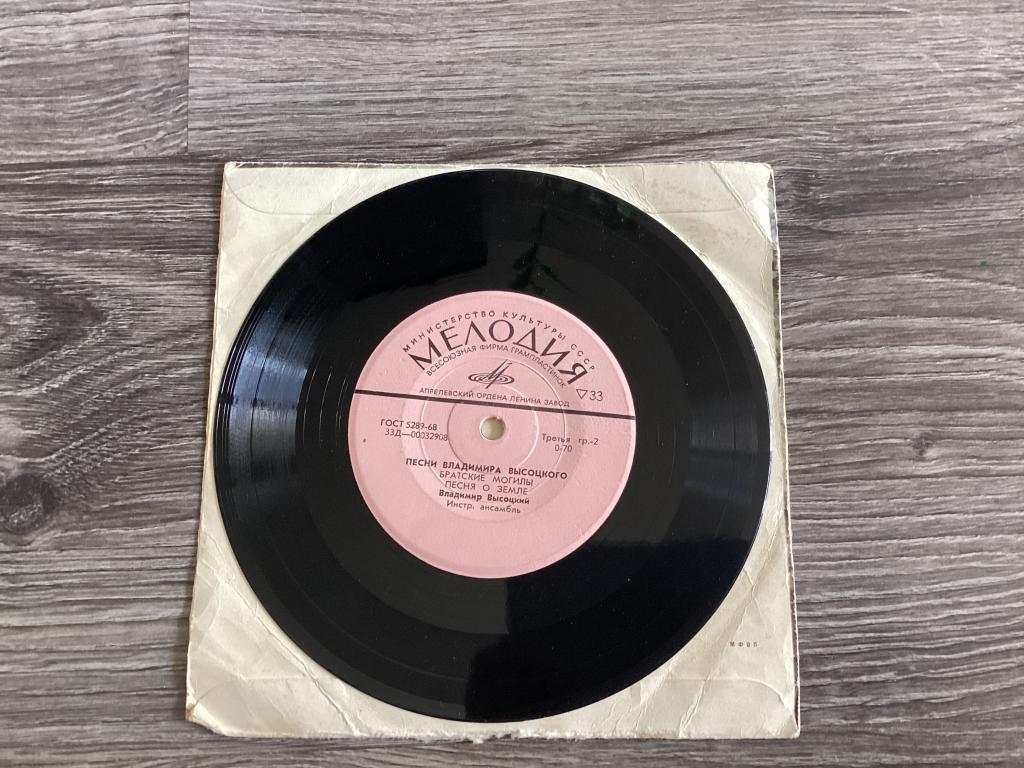 МИНИСТЕРСТВО КУЛЬТУРЫ СССР
МЕЛОДИЯ
ВСЕСОЮЗНАЯ ФИРМА ГРАМПЛАСТИНОК
АПРЕЛЕВСКИЙ ОРДЕНА ЛЕНИНА ЗАВОД
▽33
ГОСТ 5289-68
33Д—00032908
Третья гр.-2
0-70
ПЕСНИ ВЛАДИМИРА ВЫСОЦКОГО
БРАТСКИЕ МОГИЛЫ
ПЕСНЯ О ЗЕМЛЕ
Владимир Высоцкий
Инстр. ансамбль